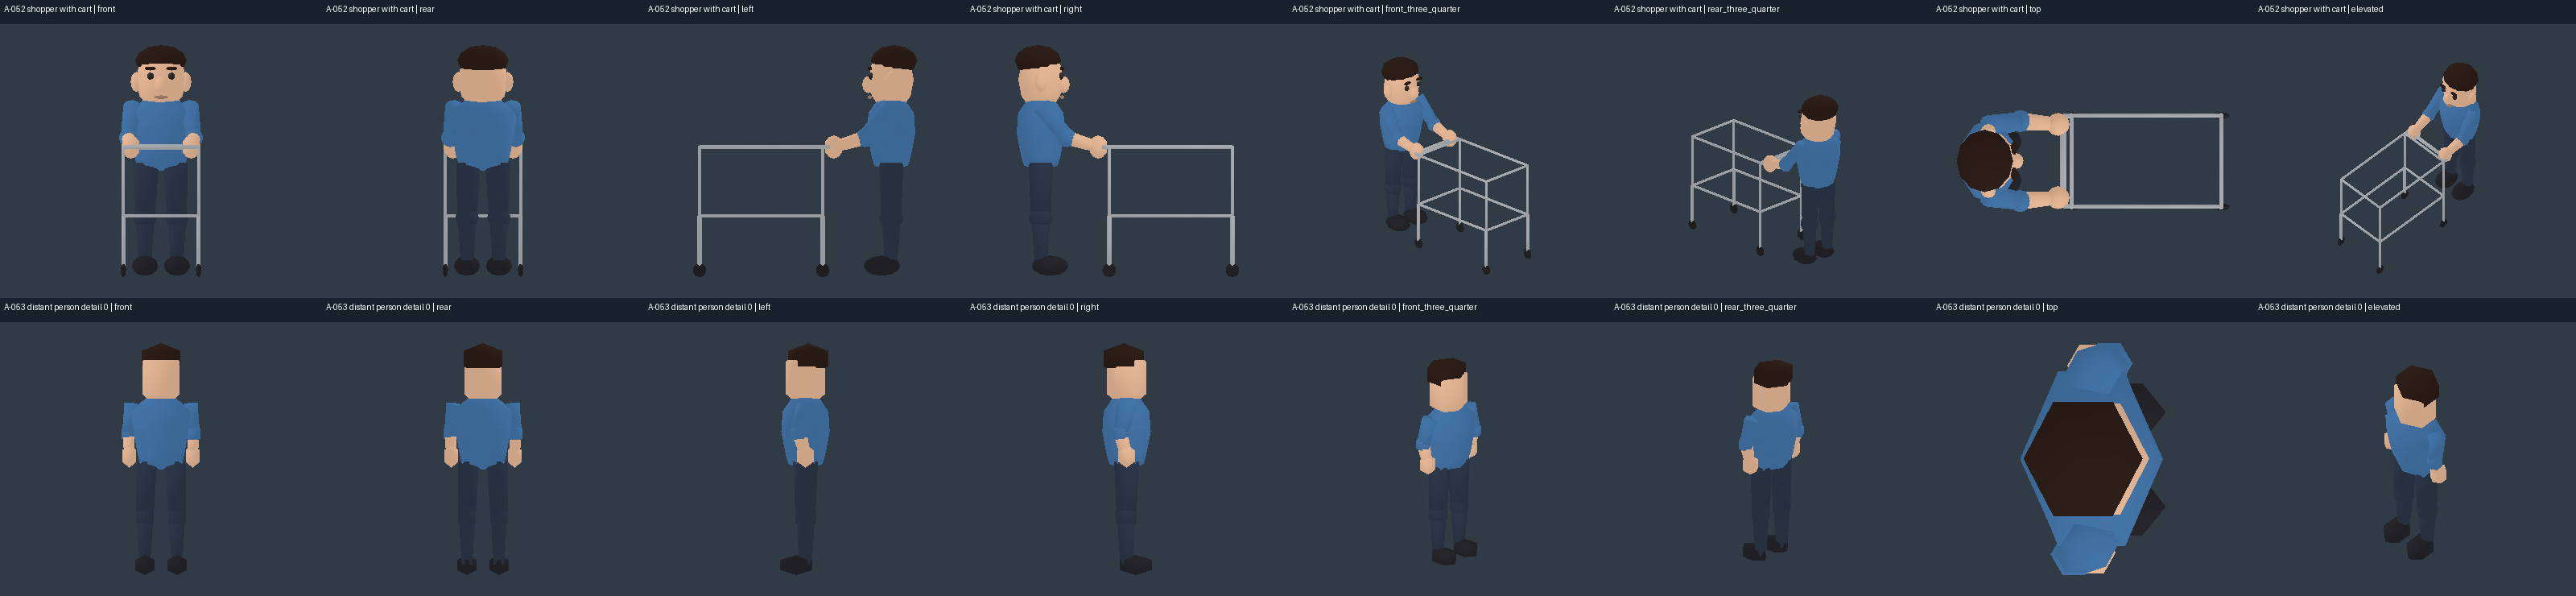 A-052 shopper with cart | front
A-052 shopper with cart | rear
A-052 shopper with cart | left
A-052 shopper with cart | right
A-052 shopper with cart | front_three_quarter
A-052 shopper with cart | rear_three_quarter
A-052 shopper with cart | top
A-052 shopper with cart | elevated
A-053 distant person detail 0 | front
A-053 distant person detail 0 | rear
A-053 distant person detail 0 | left
A-053 distant person detail 0 | right
A-053 distant person detail 0 | front_three_quarter
A-053 distant person detail 0 | rear_three_quarter
A-053 distant person detail 0 | top
A-053 distant person detail 0 | elevated